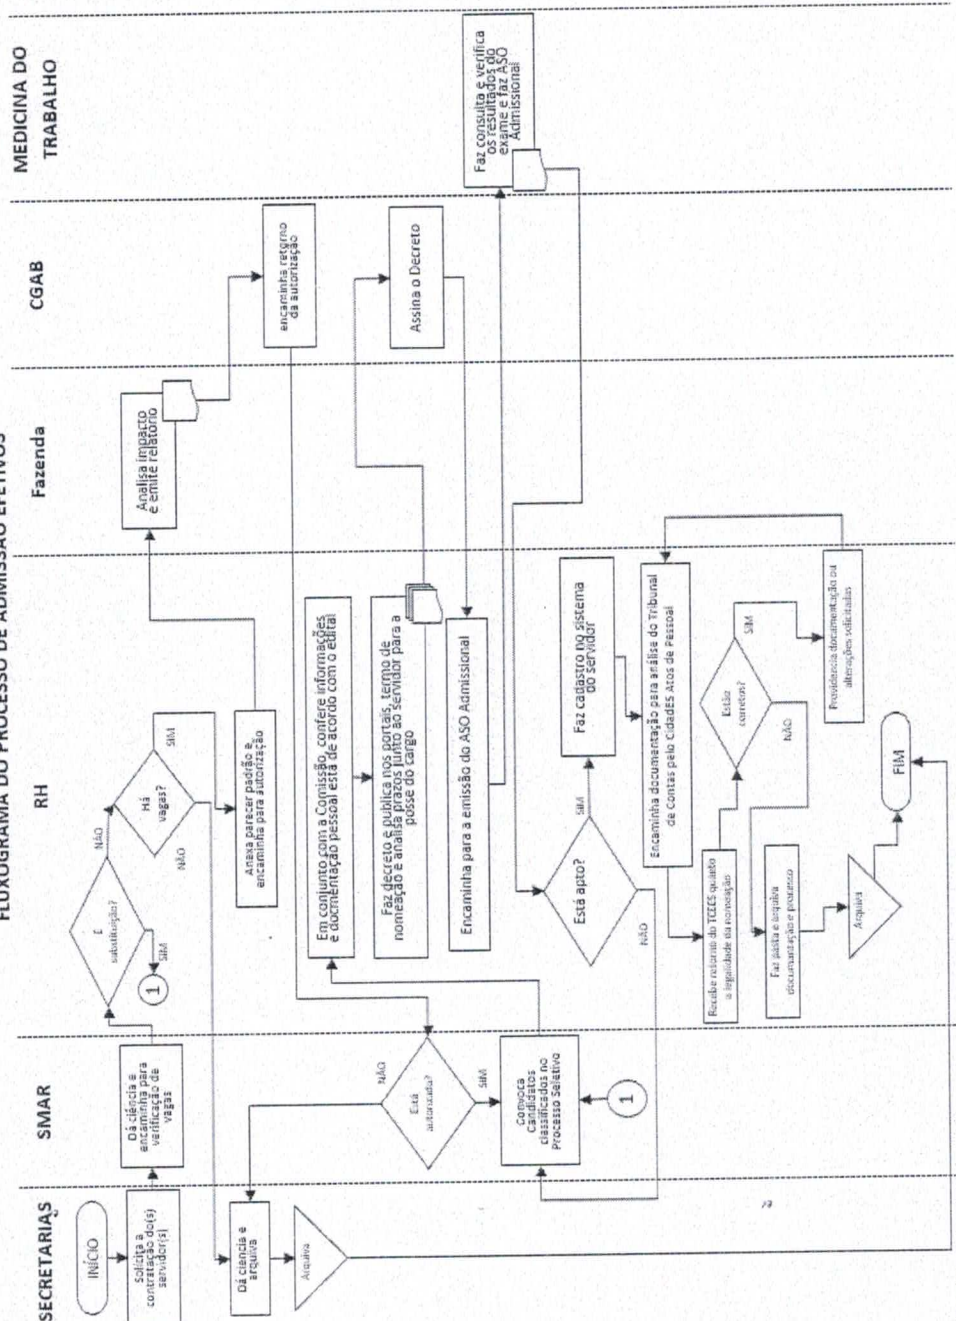 FLUXOGRAMA DO PROCESSO DE ADMISSÃO EFETIVOS
SECRETARIAS
SMAR
RH
Fazenda
CGAB
MEDICINA DO
TRABALHO
INÍCIO
Solicita a
contratação do(s)
servidor(s)
Dá ciência e
encaminha para
verificação de
vagas
É
substituição?
NÃO
SIM
1
Há
vagas?
SIM
NÃO
Anexa parecer padrão e
encaminha para autorização
Analisa impacto
e emite relatório
encaminha retorno
da autorização
Dá ciência e
arquiva
Arquiva
Está
autorizada?
NÃO
SIM
Convoca
Candidatos
classificados no
Processo Seletivo
1
Em conjunto com a Comissão, confere informações
e docmentação pessoal está de acordo com o edital
Faz decreto e publica nos portais, termo de
nomeação e analisa prazos junto ao servidor para a
posse do cargo
Assina o Decreto
Encaminha para a emissão do ASO Admissional
Faz consulta e verifica
os resultados do
exame e faz ASO
Admissional
Está apto?
SIM
NÃO
Faz cadastro no sistema
do servidor
Encaminha documentação para análise do Tribunal
de Contas pelo CidadES Atos de Pessoal
Recebe retorno do TCEES quanto
a legalidade da nomeação
Estão
corretos?
SIM
NÃO
Providencia documentação ou
alterações solicitadas
Faz pasta e arquiva
documentação e processo
Arquiva
FIM